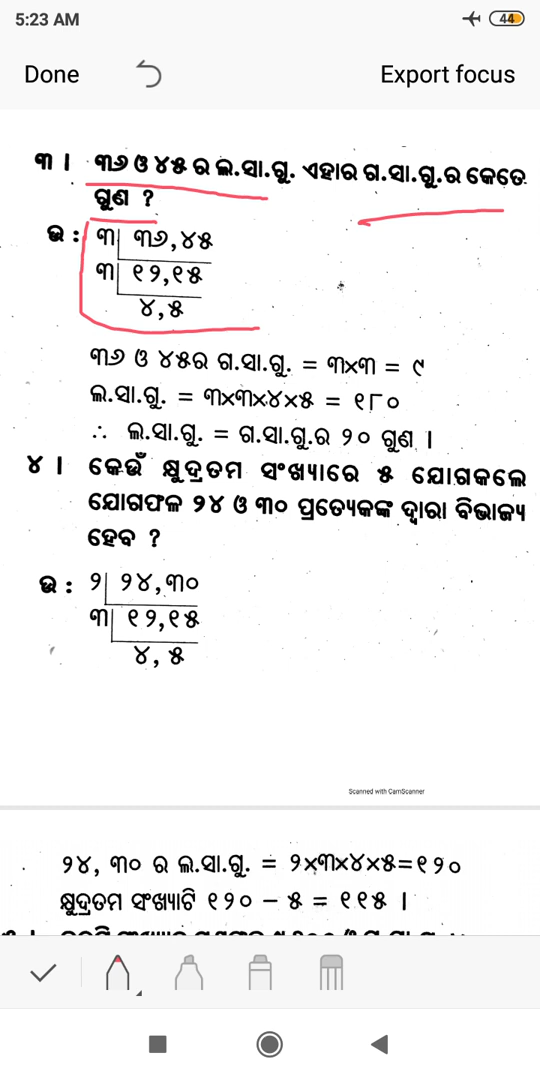 5:23 AM
44
Done
Export focus
୩। ୩୬ ଓ ୪୫ ର ଲ.ସା.ଗୁ. ଏହାର ଗ.ସା.ଗୁ.ର କେତେ
ଗୁଣ ?
ଉ : ୩ ୩୬,୪୫
୩ ୧୨,୧୫
୪,୫
୩୬ ଓ ୪୫ର ଗ.ସା.ଗୁ. = ୩×୩ = ୯
ଲ.ସା.ଗୁ. = ୩×୩×୪×୫ = ୧୮୦
∴ ଲ.ସା.ଗୁ. = ଗ.ସା.ଗୁ.ର ୨୦ ଗୁଣ ।
୪। କେଉଁ କ୍ଷୁଦ୍ରତମ ସଂଖ୍ୟାରେ ୫ ଯୋଗକଲେ
ଯୋଗଫଳ ୨୪ ଓ ୩୦ ପ୍ରତ୍ୟେକଙ୍କ ଦ୍ୱାରା ବିଭାଜ୍ୟ
ହେବ ?
ଉ : ୨ ୨୪,୩୦
୩ ୧୨,୧୫
୪, ୫
Scanned with CamScanner
୨୪, ୩୦ ର ଲ.ସା.ଗୁ. = ୨×୩×୪×୫=୧୨୦
କ୍ଷୁଦ୍ରତମ ସଂଖ୍ୟାଟି ୧୨୦ – ୫ = ୧୧୫ ।